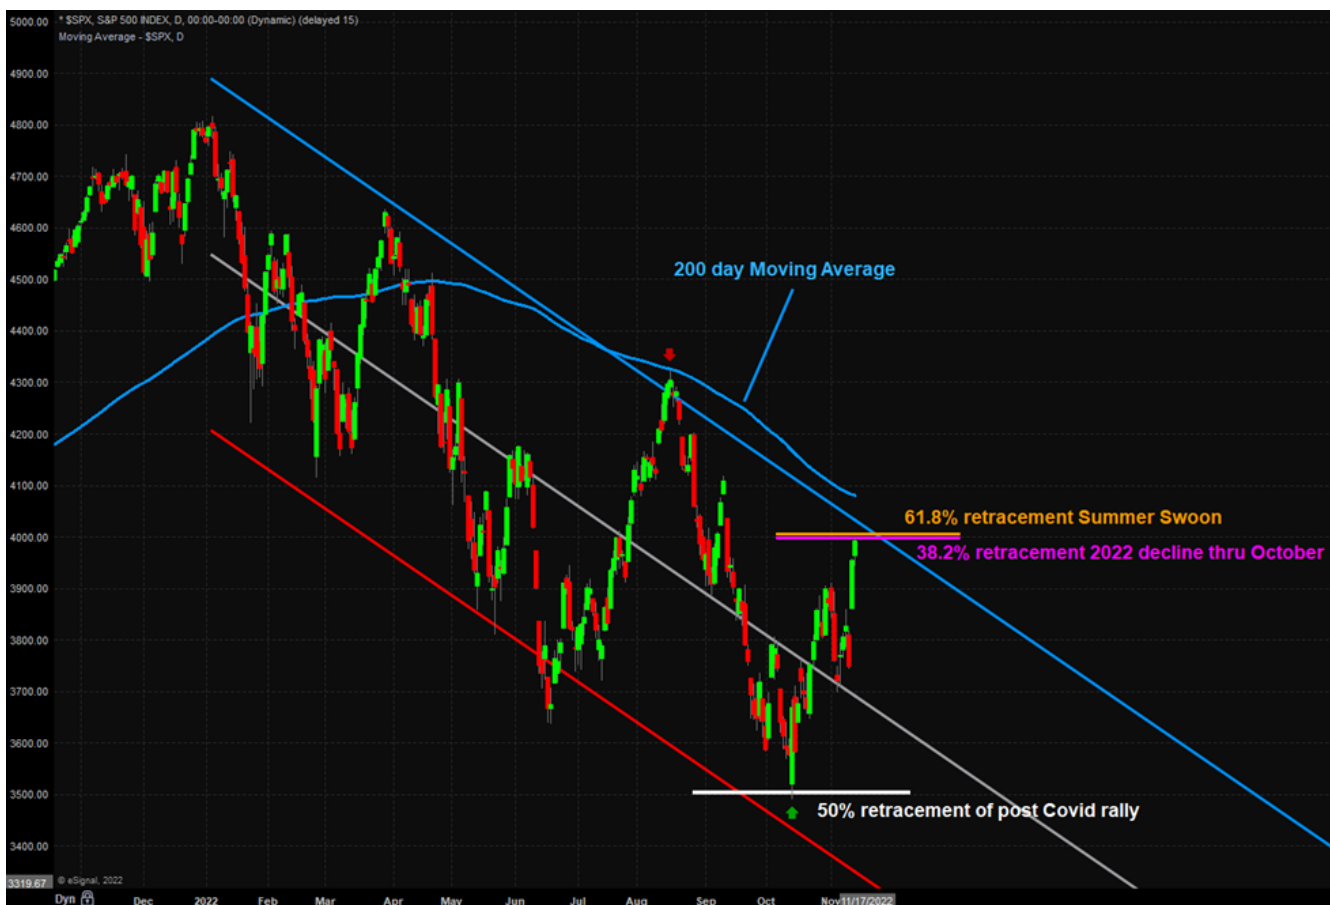 * $SPX, S&P 500 INDEX, D, 00:00-00:00 (Dynamic) (delayed 15)
Moving Average - $SPX, D
5000.00
4900.00
4800.00
4700.00
4600.00
4500.00
4400.00
4300.00
4200.00
4100.00
4000.00
3900.00
3800.00
3700.00
3600.00
3500.00
3400.00
3319.67
200 day Moving Average
61.8% retracement Summer Swoon
38.2% retracement 2022 decline thru October
50% retracement of post Covid rally
© eSignal, 2022
Dyn Dec 2022 Feb Mar Apr May Jun Jul Aug Sep Oct Nov 11/17/2022